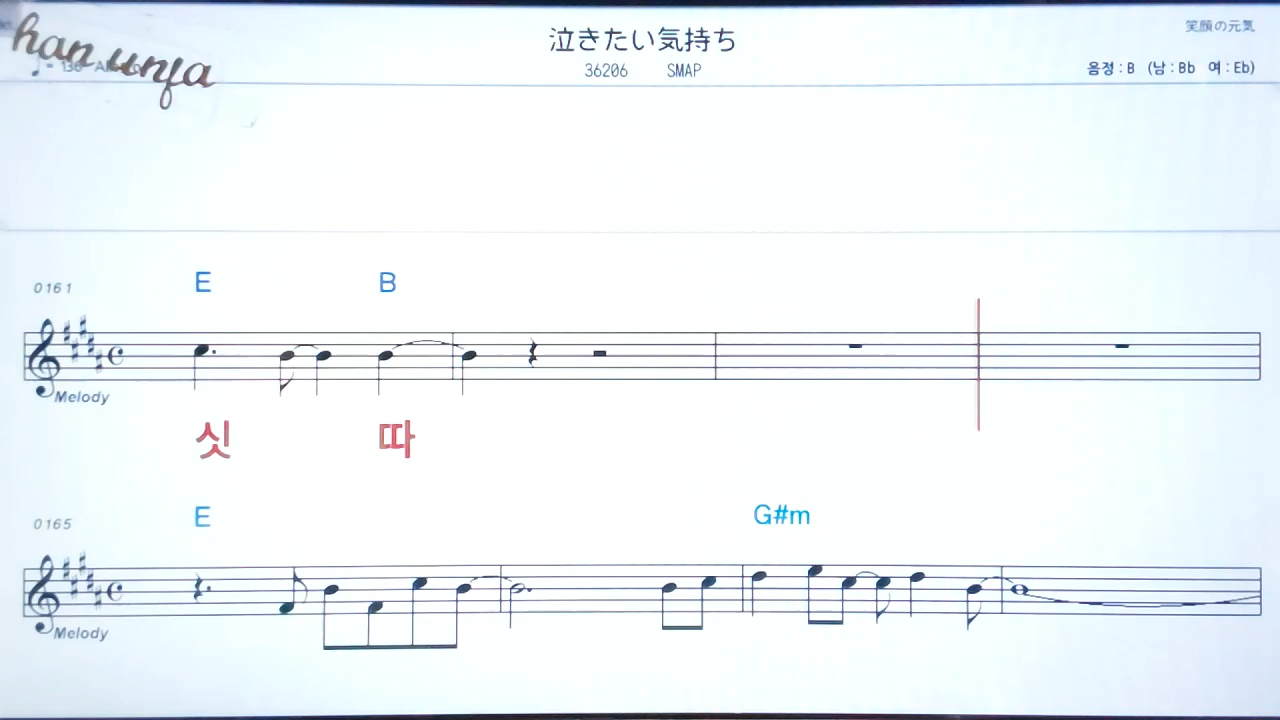 han unya
泣きたい気持ち
笑顔の元気
36206 SMAP
음정 : B (남 : Bb 여 : Eb)
0161
E B
Melody
싯 따
0165
E G#m
Melody